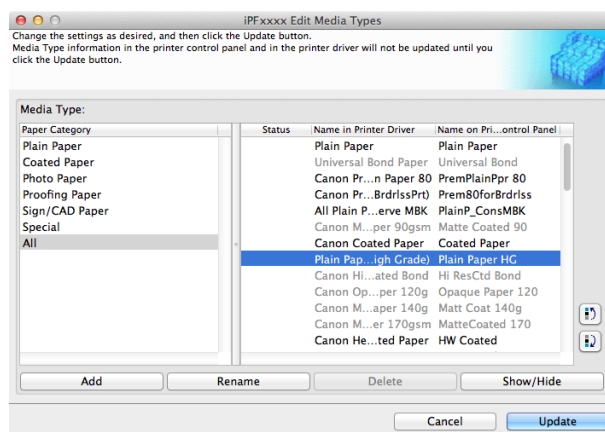 iPFxxxx Edit Media Types
Change the settings as desired, and then click the Update button.
Media Type information in the printer control panel and in the printer driver will not be updated until you
click the Update button.
Media Type:
Paper Category
Plain Paper
Coated Paper
Photo Paper
Proofing Paper
Sign/CAD Paper
Special
All
Status Name in Printer Driver Name on Pri...ontrol Panel
Plain Paper Plain Paper
Universal Bond Paper Universal Bond
Canon Pr...n Paper 80 PremPlainPpr 80
Canon Pr...BrdrlssPrt) Prem80forBrdrlss
All Plain P...erve MBK PlainP_ConsMBK
Canon M...per 90gsm Matte Coated 90
Canon Coated Paper Coated Paper
Plain Pap...igh Grade) Plain Paper HG
Canon Hi...ated Bond Hi ResCtd Bond
Canon Op...per 120g Opaque Paper 120
Canon M...aper 140g Matt Coat 140g
Canon M...er 170gsm MatteCoated 170
Canon He...ted Paper HW Coated
Add Rename Delete Show/Hide
Cancel Update